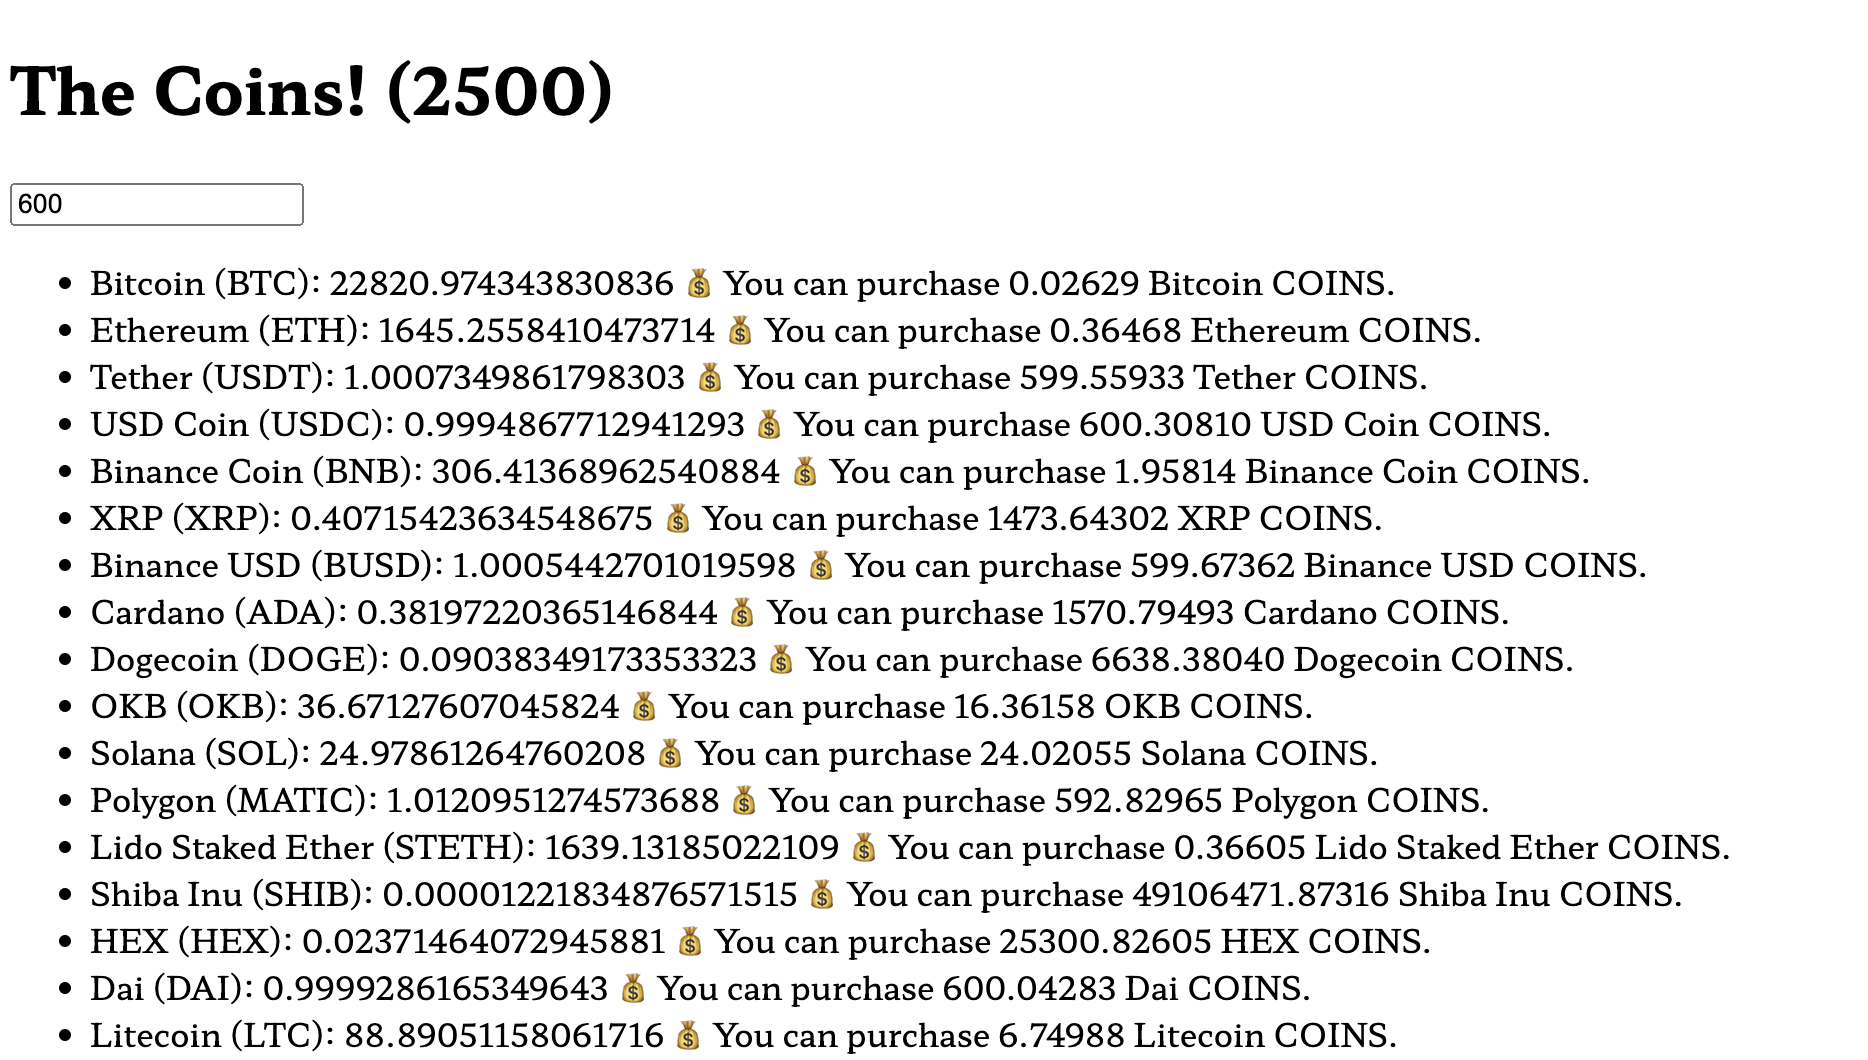 The Coins! (2500)
600
• Bitcoin (BTC): 22820.974343830836 💰 You can purchase 0.02629 Bitcoin COINS.
• Ethereum (ETH): 1645.2558410473714 💰 You can purchase 0.36468 Ethereum COINS.
• Tether (USDT): 1.0007349861798303 💰 You can purchase 599.55933 Tether COINS.
• USD Coin (USDC): 0.9994867712941293 💰 You can purchase 600.30810 USD Coin COINS.
• Binance Coin (BNB): 306.41368962540884 💰 You can purchase 1.95814 Binance Coin COINS.
• XRP (XRP): 0.40715423634548675 💰 You can purchase 1473.64302 XRP COINS.
• Binance USD (BUSD): 1.0005442701019598 💰 You can purchase 599.67362 Binance USD COINS.
• Cardano (ADA): 0.38197220365146844 💰 You can purchase 1570.79493 Cardano COINS.
• Dogecoin (DOGE): 0.09038349173353323 💰 You can purchase 6638.38040 Dogecoin COINS.
• OKB (OKB): 36.67127607045824 💰 You can purchase 16.36158 OKB COINS.
• Solana (SOL): 24.97861264760208 💰 You can purchase 24.02055 Solana COINS.
• Polygon (MATIC): 1.0120951274573688 💰 You can purchase 592.82965 Polygon COINS.
• Lido Staked Ether (STETH): 1639.13185022109 💰 You can purchase 0.36605 Lido Staked Ether COINS.
• Shiba Inu (SHIB): 0.00001221834876571515 💰 You can purchase 49106471.87316 Shiba Inu COINS.
• HEX (HEX): 0.02371464072945881 💰 You can purchase 25300.82605 HEX COINS.
• Dai (DAI): 0.9999286165349643 💰 You can purchase 600.04283 Dai COINS.
• Litecoin (LTC): 88.89051158061716 💰 You can purchase 6.74988 Litecoin COINS.